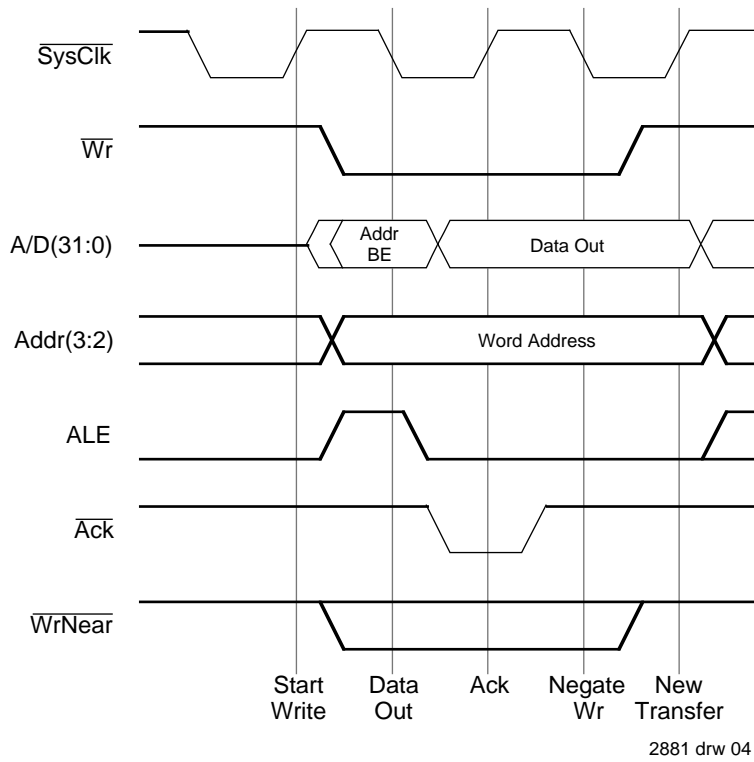 SysClk
Wr
A/D(31:0)
Addr
BE
Data Out
Addr(3:2)
Word Address
ALE
Ack
WrNear
Start
Write
Data
Out
Ack
Negate
Wr
New
Transfer
2881 drw 04